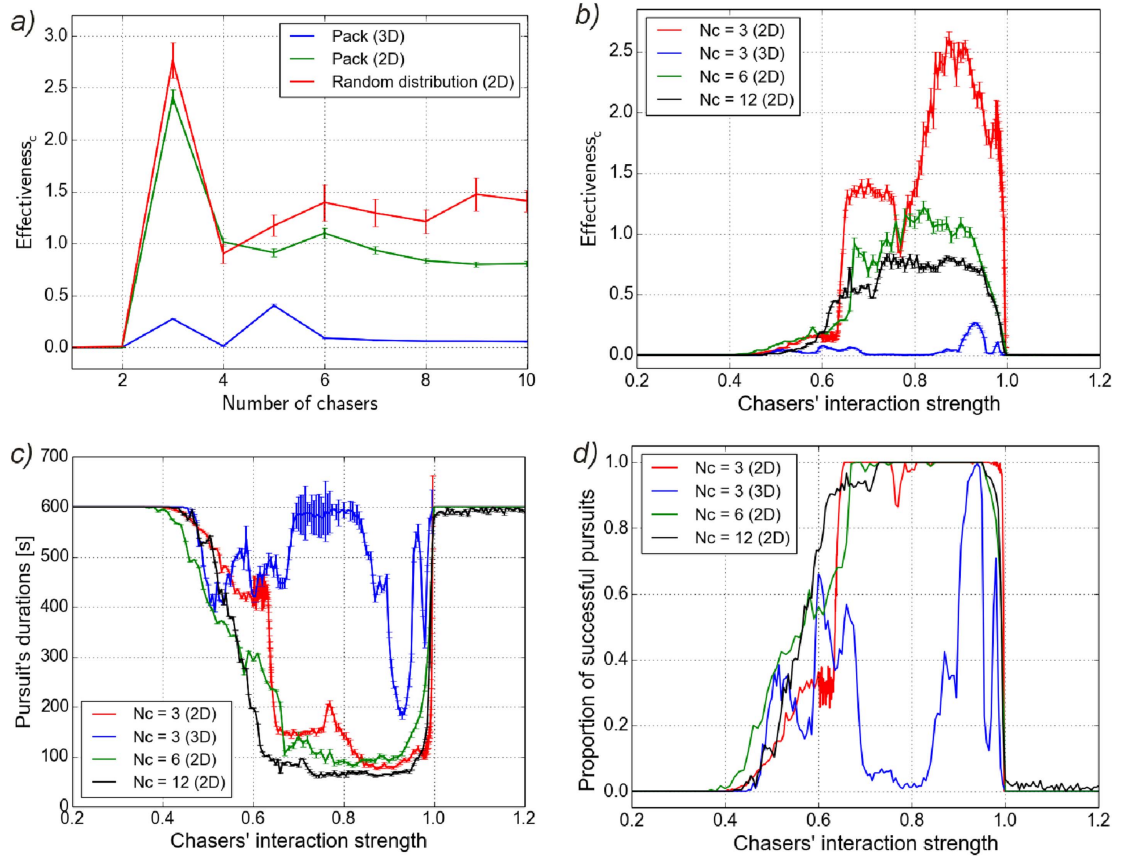 a)
3.0
2.5
2.0
1.5
1.0
0.5
0.0
Effectiveness_c
Pack (3D)
Pack (2D)
Random distribution (2D)
2 4 6 8 10
Number of chasers
b)
2.5
2.0
1.5
1.0
0.5
0.0
Effectiveness_c
Nc = 3 (2D)
Nc = 3 (3D)
Nc = 6 (2D)
Nc = 12 (2D)
0.2 0.4 0.6 0.8 1.0 1.2
Chasers' interaction strength
c)
700
600
500
400
300
200
100
0
Pursuit's durations [s]
Nc = 3 (2D)
Nc = 3 (3D)
Nc = 6 (2D)
Nc = 12 (2D)
0.2 0.4 0.6 0.8 1.0 1.2
Chasers' interaction strength
d)
1.0
0.8
0.6
0.4
0.2
0.0
Proportion of successful pursuits
Nc = 3 (2D)
Nc = 3 (3D)
Nc = 6 (2D)
Nc = 12 (2D)
0.2 0.4 0.6 0.8 1.0 1.2
Chasers' interaction strength